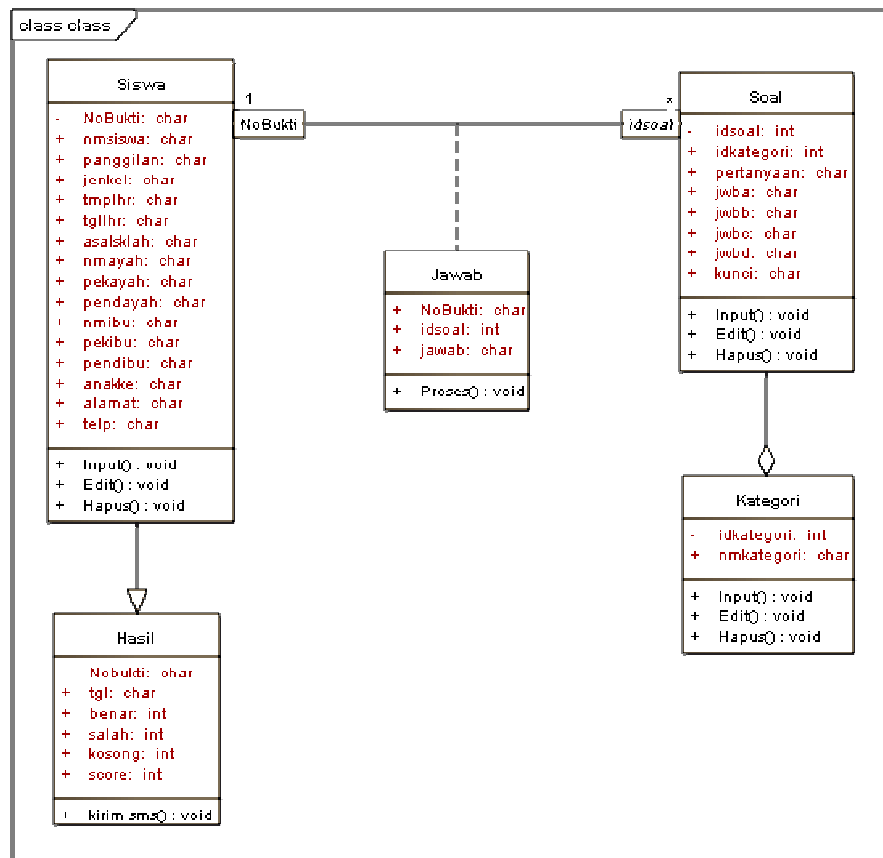 class class
Siswa
- NoBukti: char
+ nmsiswa: char
+ panggilan: char
+ jenkel: char
+ tmplhr: char
+ tgllhr: char
+ asalsklah: char
+ nmayah: char
+ pekayah: char
+ pendayah: char
+ nmibu: char
+ pekibu: char
+ pendibu: char
+ anakke: char
+ alamat: char
+ telp: char
+ Input() : void
+ Edit() : void
+ Hapus() : void
1
NoBukti
*
idsoal
Soal
- idsoal: int
+ idkategori: int
+ pertanyaan: char
+ jwba: char
+ jwbb: char
+ jwbc: char
+ jwbd: char
+ kunci: char
+ Input() : void
+ Edit() : void
+ Hapus() : void
Jawab
+ NoBukti: char
+ idsoal: int
+ jawab: char
+ Proses() : void
Kategori
- idkategori: int
+ nmkategori: char
+ Input() : void
+ Edit() : void
+ Hapus() : void
Hasil
Nobukti: char
+ tgl: char
+ benar: int
+ salah: int
+ kosong: int
+ score: int
+ kirim sms() : void